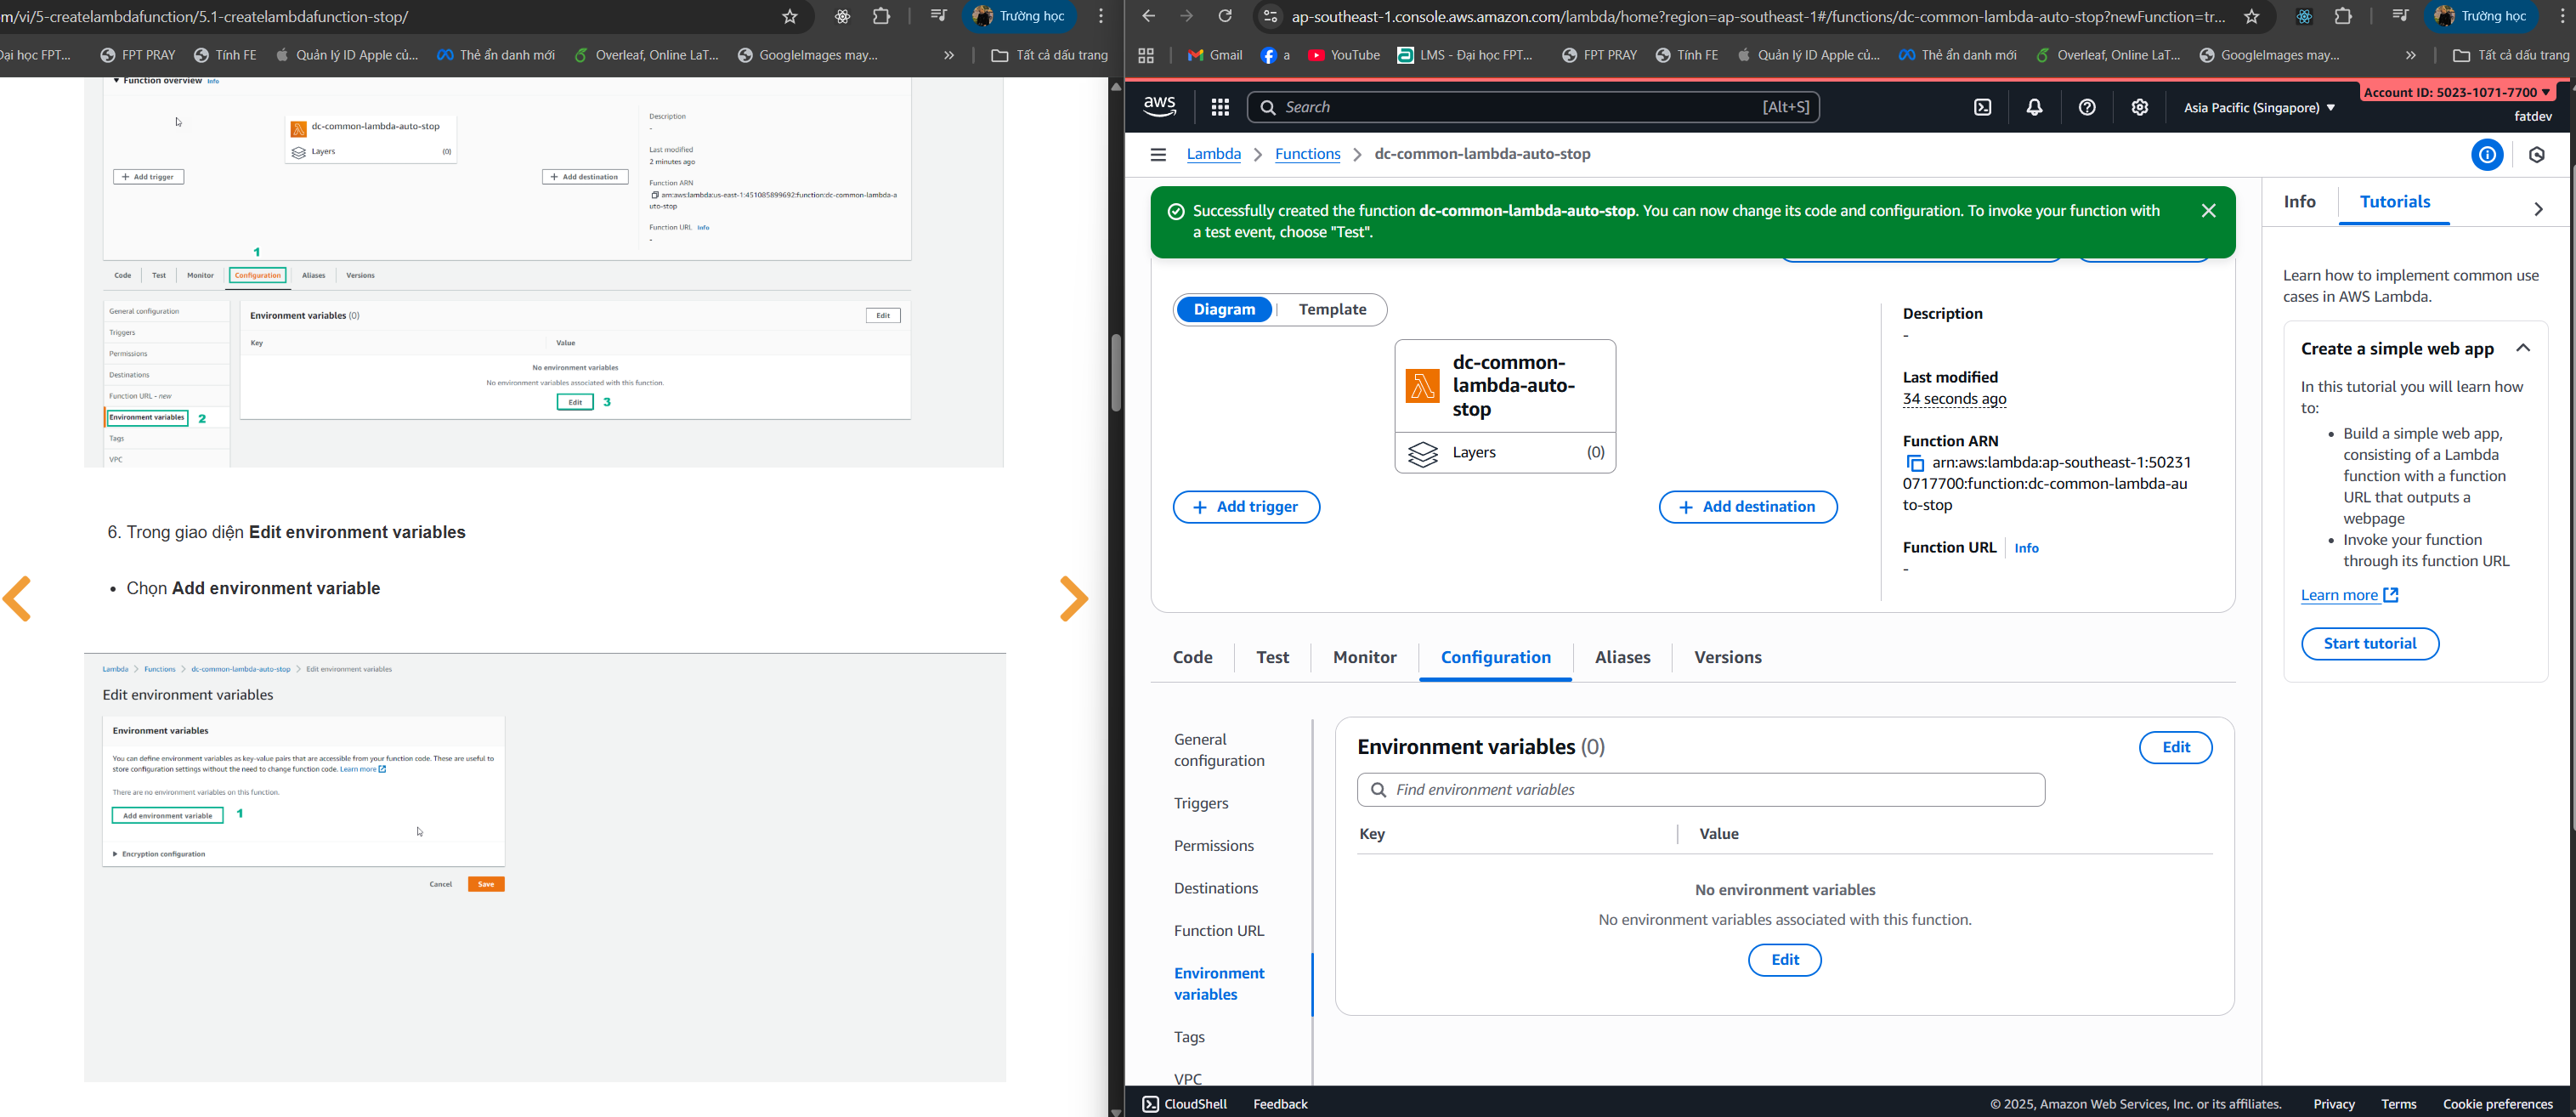 m/vi/5-createlambdafunction/5.1-createlambdafunction-stop/
Trường học
Đại học FPT...
FPT PRAY
Tính FE
Quản lý ID Apple củ...
Thẻ ẩn danh mới
Overleaf, Online LaT...
GoogleImages may...
»
Tất cả dấu trang
Function overview Info
dc-common-lambda-auto-stop
Layers (0)
+ Add trigger
+ Add destination
Description
-
Last modified
2 minutes ago
Function ARN
arn:aws:lambda:us-east-1:451085899692:function:dc-common-lambda-a
uto-stop
Function URL Info
-
1
Code
Test
Monitor
Configuration
Aliases
Versions
General configuration
Triggers
Permissions
Destinations
Function URL - new
Environment variables 2
Tags
VPC
Environment variables (0)
Edit
Key
Value
No environment variables
No environment variables associated with this function.
Edit 3
6. Trong giao diện Edit environment variables
• Chọn Add environment variable
Lambda > Functions > dc-common-lambda-auto-stop > Edit environment variables
Edit environment variables
Environment variables
You can define environment variables as key-value pairs that are accessible from your function code. These are useful to
store configuration settings without the need to change function code. Learn more
There are no environment variables on this function.
Add environment variable 1
Encryption configuration
Cancel
Save
ap-southeast-1.console.aws.amazon.com/lambda/home?region=ap-southeast-1#/functions/dc-common-lambda-auto-stop?newFunction=tr...
Trường học
Gmail
a
YouTube
LMS - Đại học FPT...
FPT PRAY
Tính FE
Quản lý ID Apple củ...
Thẻ ẩn danh mới
Overleaf, Online LaT...
GoogleImages may...
»
Tất cả dấu trang
aws
Search
[Alt+S]
Asia Pacific (Singapore)
Account ID: 5023-1071-7700
fatdev
Lambda > Functions > dc-common-lambda-auto-stop
Successfully created the function dc-common-lambda-auto-stop. You can now change its code and configuration. To invoke your function with
a test event, choose "Test".
Diagram
Template
dc-common-
lambda-auto-
stop
Layers (0)
+ Add trigger
+ Add destination
Description
-
Last modified
34 seconds ago
Function ARN
arn:aws:lambda:ap-southeast-1:50231
0717700:function:dc-common-lambda-au
to-stop
Function URL Info
-
Code
Test
Monitor
Configuration
Aliases
Versions
General
configuration
Triggers
Permissions
Destinations
Function URL
Environment
variables
Tags
VPC
Environment variables (0)
Edit
Find environment variables
Key
Value
No environment variables
No environment variables associated with this function.
Edit
Info
Tutorials
Learn how to implement common use
cases in AWS Lambda.
Create a simple web app
In this tutorial you will learn how
to:
• Build a simple web app,
consisting of a Lambda
function with a function
URL that outputs a
webpage
• Invoke your function
through its function URL
Learn more
Start tutorial
CloudShell
Feedback
© 2025, Amazon Web Services, Inc. or its affiliates.
Privacy
Terms
Cookie preferences